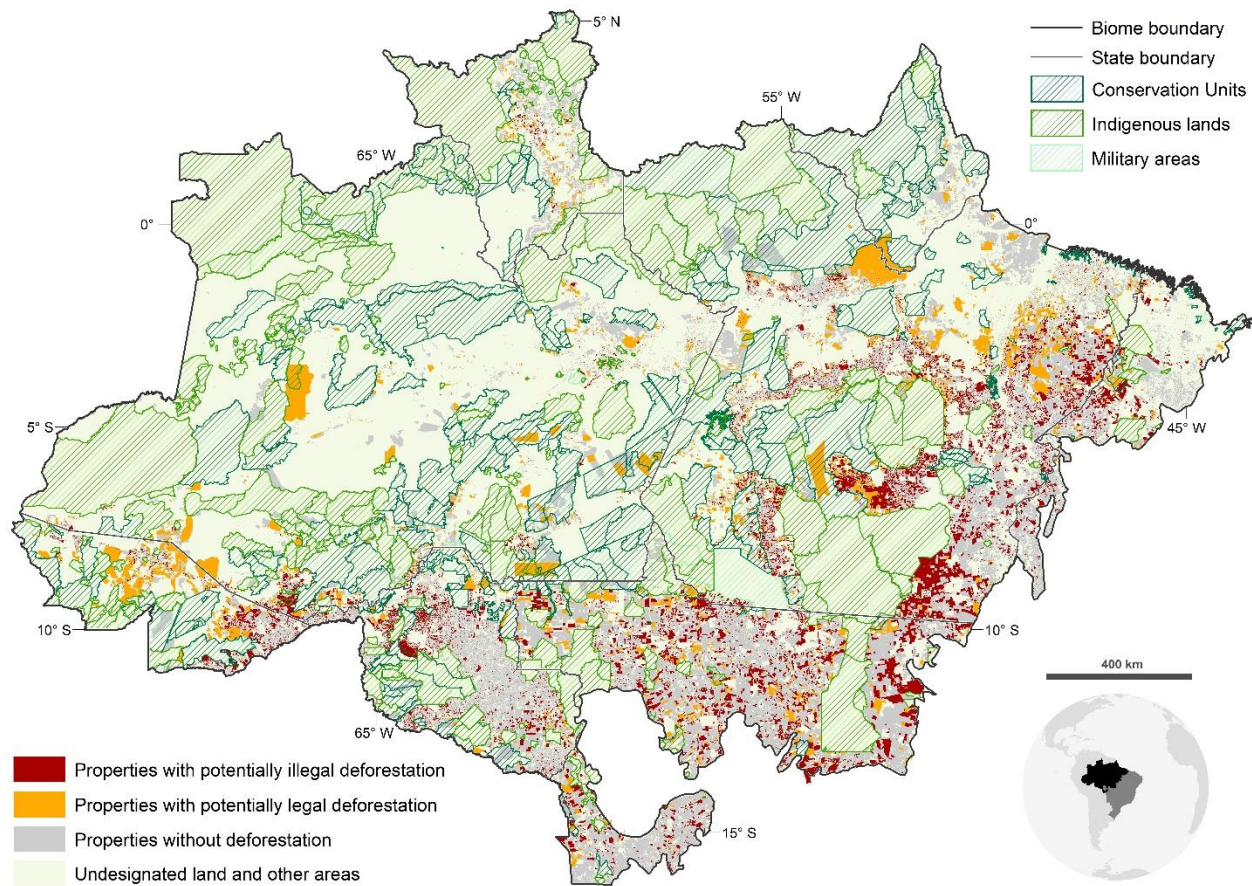 5° N
Biome boundary
State boundary
Conservation Units
Indigenous lands
Military areas
55° W
65° W
0°
0°
5° S
45° W
10° S
10° S
400 km
65° W
15° S
Properties with potentially illegal deforestation
Properties with potentially legal deforestation
Properties without deforestation
Undesignated land and other areas